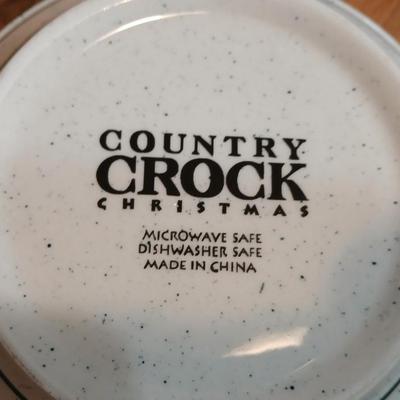 COUNTRY
CROCK
CHRISTMAS
MICROWAVE SAFE
DISHWASHER SAFE
MADE IN CHINA